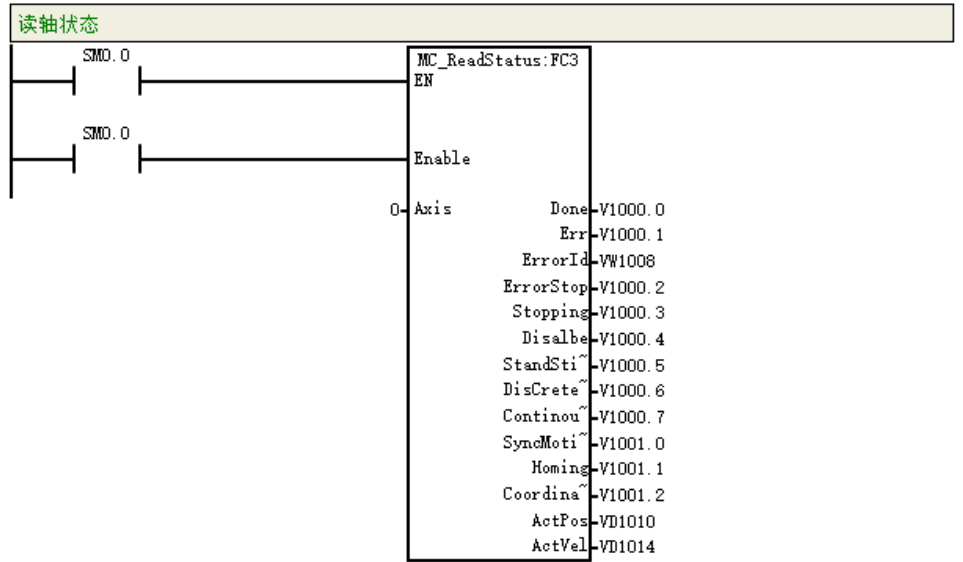 读轴状态
SM0.0
MC_ReadStatus:FC3
EN
SM0.0
Enable
0 Axis Done V1000.0
Err V1000.1
ErrorId VW1008
ErrorStop V1000.2
Stopping V1000.3
Disalbe V1000.4
StandSti~ V1000.5
DisCrete~ V1000.6
Continou~ V1000.7
SyncMoti~ V1001.0
Homing V1001.1
Coordina~ V1001.2
ActPos VD1010
ActVel VD1014